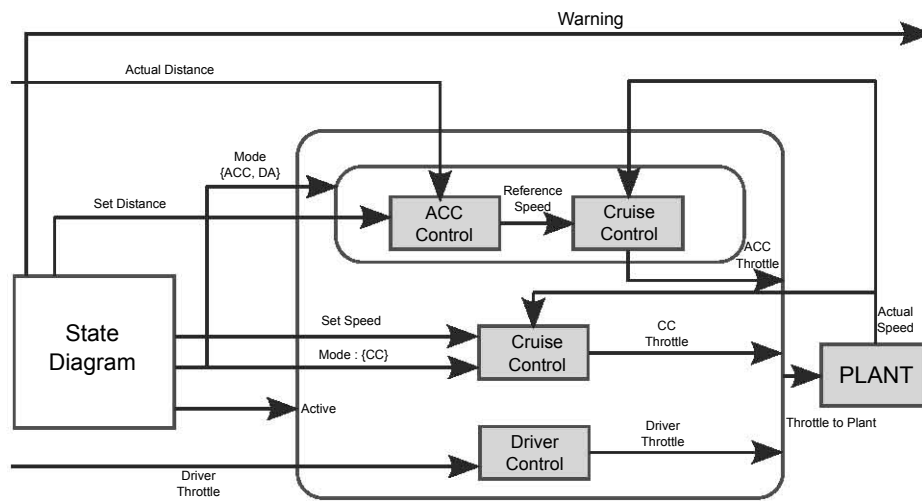 Warning
Actual Distance
Mode
{ACC, DA}
Set Distance
Reference
Speed
ACC
Control
Cruise
Control
ACC
Throttle
State
Diagram
Set Speed
Mode : {CC}
Cruise
Control
CC
Throttle
Actual
Speed
PLANT
Active
Throttle to Plant
Driver
Control
Driver
Throttle
Driver
Throttle